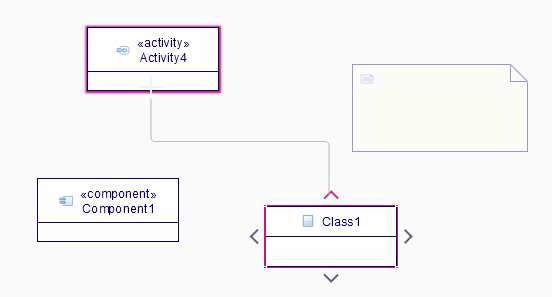 «activity»
Activity4
«component»
Component1
Class1